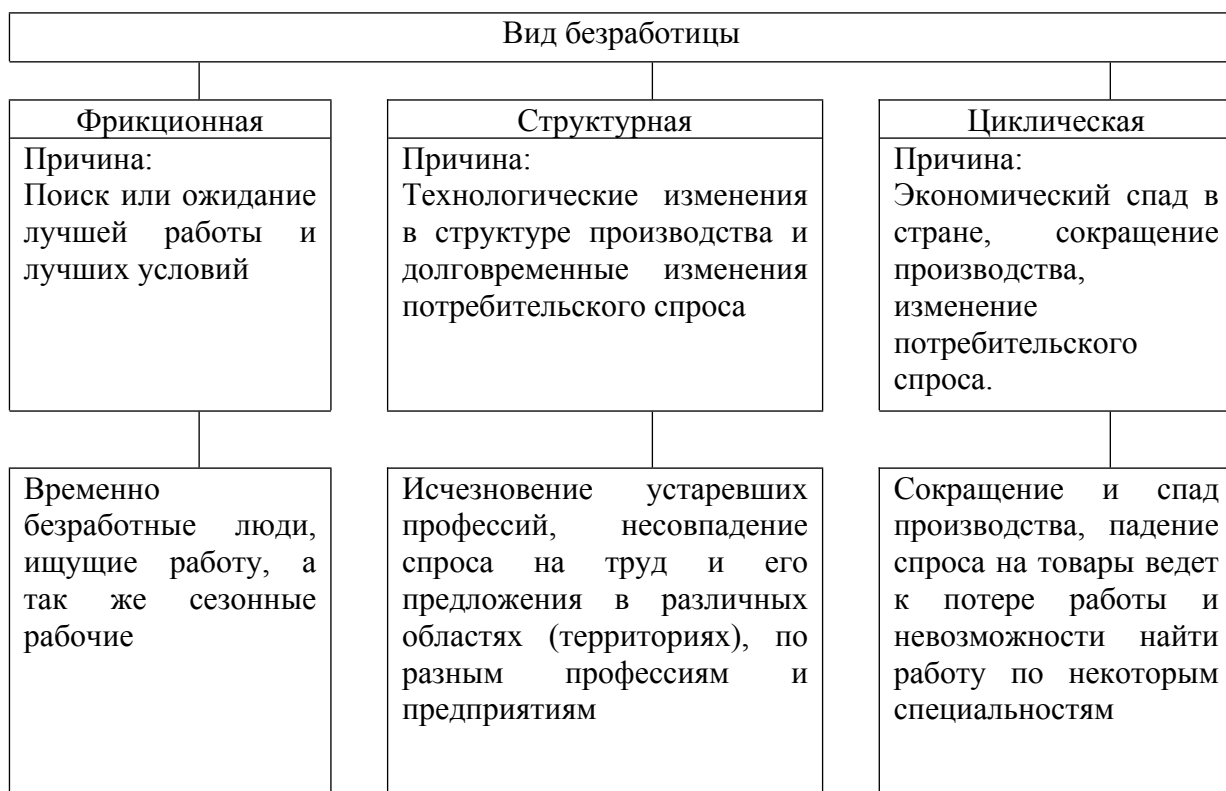 Вид безработицы
Фрикционная
Причина:
Поиск или ожидание
лучшей работы и
лучших условий
Структурная
Причина:
Технологические изменения
в структуре производства и
долговременные изменения
потребительского спроса
Циклическая
Причина:
Экономический спад в
стране, сокращение
производства,
изменение
потребительского
спроса.
Временно
безработные люди,
ищущие работу, а
так же сезонные
рабочие
Исчезновение устаревших
профессий, несовпадение
спроса на труд и его
предложения в различных
областях (территориях), по
разным профессиям и
предприятиям
Сокращение и спад
производства, падение
спроса на товары ведет
к потере работы и
невозможности найти
работу по некоторым
специальностям